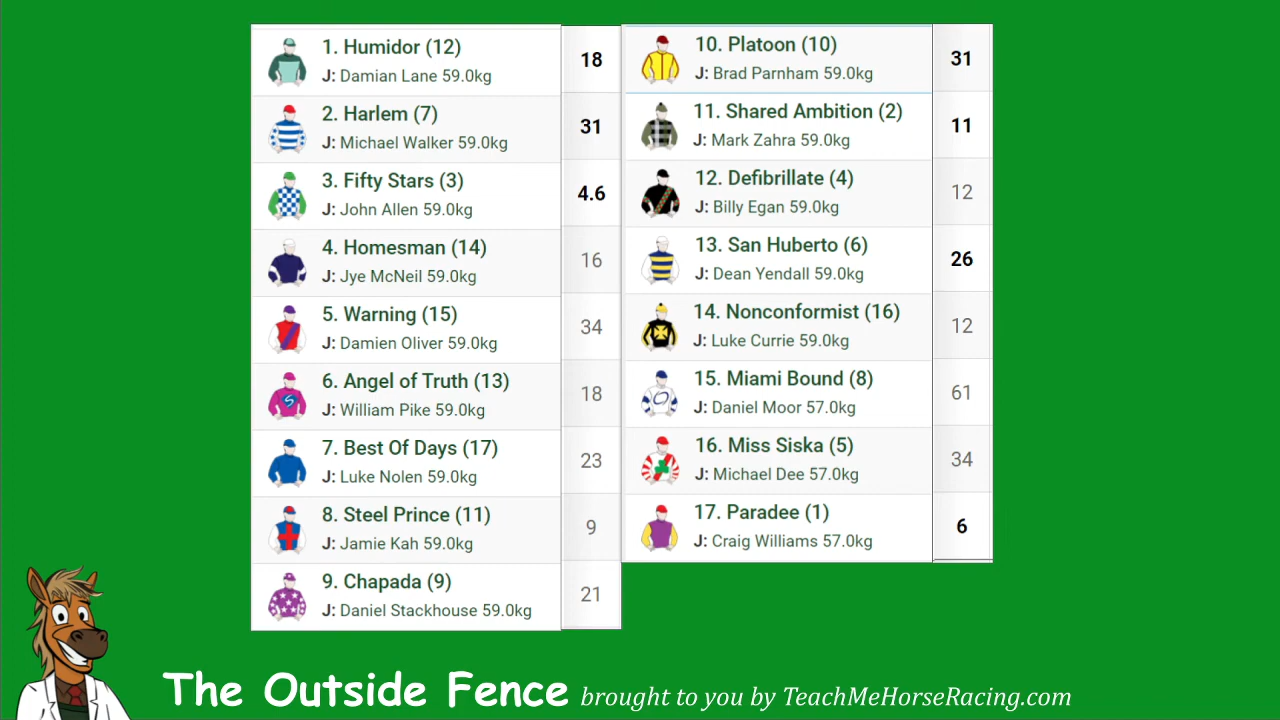 1. Humidor (12)
J: Damian Lane 59.0kg
18
2. Harlem (7)
J: Michael Walker 59.0kg
31
3. Fifty Stars (3)
J: John Allen 59.0kg
4.6
4. Homesman (14)
J: Jye McNeil 59.0kg
16
5. Warning (15)
J: Damien Oliver 59.0kg
34
6. Angel of Truth (13)
J: William Pike 59.0kg
18
7. Best Of Days (17)
J: Luke Nolen 59.0kg
23
8. Steel Prince (11)
J: Jamie Kah 59.0kg
9
9. Chapada (9)
J: Daniel Stackhouse 59.0kg
21
10. Platoon (10)
J: Brad Parnham 59.0kg
31
11. Shared Ambition (2)
J: Mark Zahra 59.0kg
11
12. Defibrillate (4)
J: Billy Egan 59.0kg
12
13. San Huberto (6)
J: Dean Yendall 59.0kg
26
14. Nonconformist (16)
J: Luke Currie 59.0kg
12
15. Miami Bound (8)
J: Daniel Moor 57.0kg
61
16. Miss Siska (5)
J: Michael Dee 57.0kg
34
17. Paradee (1)
J: Craig Williams 57.0kg
6
The Outside Fence brought to you by TeachMeHorseRacing.com